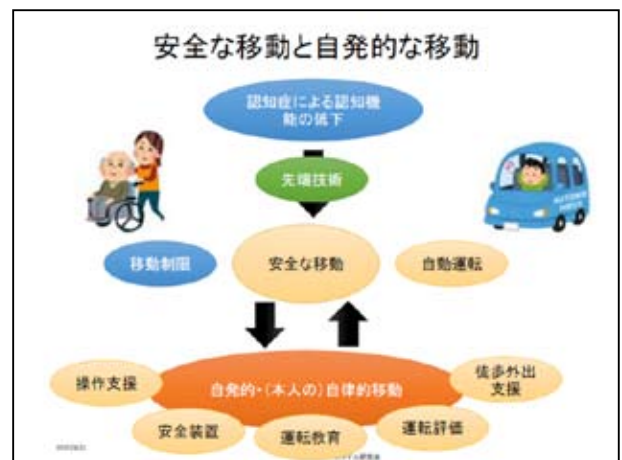 安全な移動と自発的な移動
認知症による認知機
能の低下
先端技術
移動制限
安全な移動
自動運転
操作支援
自発的・（本人の）自律的移動
徒歩外出
支援
安全装置
運転教育
運転評価